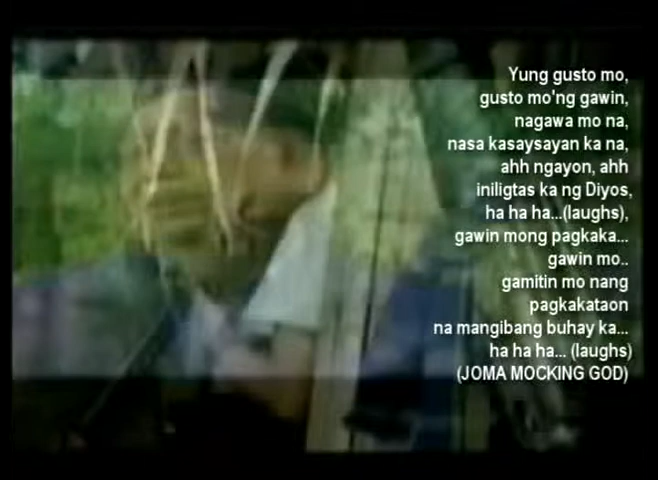 Yung gusto mo,
gusto mo'ng gawin,
nagawa mo na,
nasa kasaysayan ka na,
ahh ngayon, ahh
iniligtas ka ng Diyos,
ha ha ha...(laughs),
gawin mong pagkaka...
gawin mo..
gamitin mo nang
pagkakataon
na mangibang buhay ka...
ha ha ha... (laughs)
(JOMA MOCKING GOD)